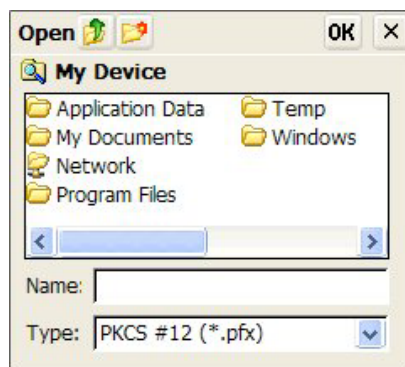 Open OK ×
My Device
Application Data Temp
My Documents Windows
Network
Program Files
Name:
Type: PKCS #12 (*.pfx)